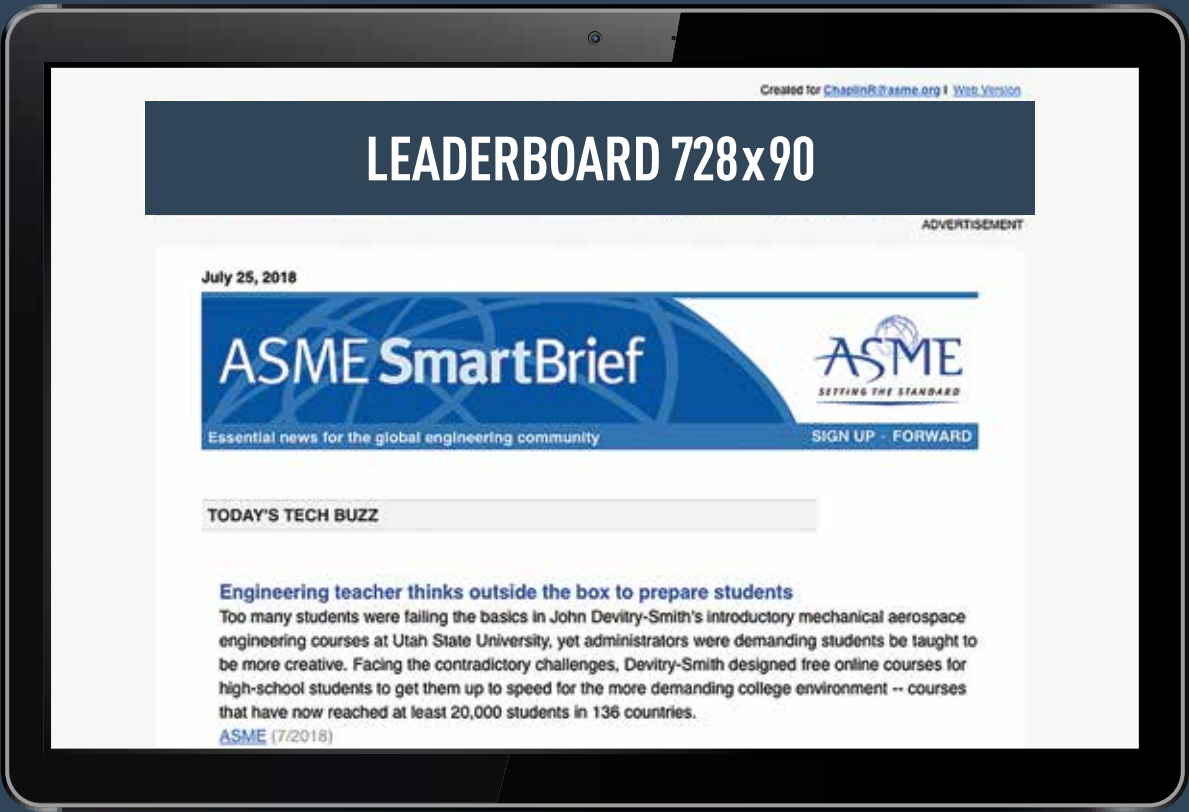 Created for ChaplinR@asme.org | Web Version
LEADERBOARD 728x90
ADVERTISEMENT
July 25, 2018
ASME SmartBrief
ASME
SETTING THE STANDARD
Essential news for the global engineering community
SIGN UP - FORWARD
TODAY'S TECH BUZZ
Engineering teacher thinks outside the box to prepare students
Too many students were failing the basics in John Devitry-Smith's introductory mechanical aerospace
engineering courses at Utah State University, yet administrators were demanding students be taught to
be more creative. Facing the contradictory challenges, Devitry-Smith designed free online courses for
high-school students to get them up to speed for the more demanding college environment -- courses
that have now reached at least 20,000 students in 136 countries.
ASME (7/2018)